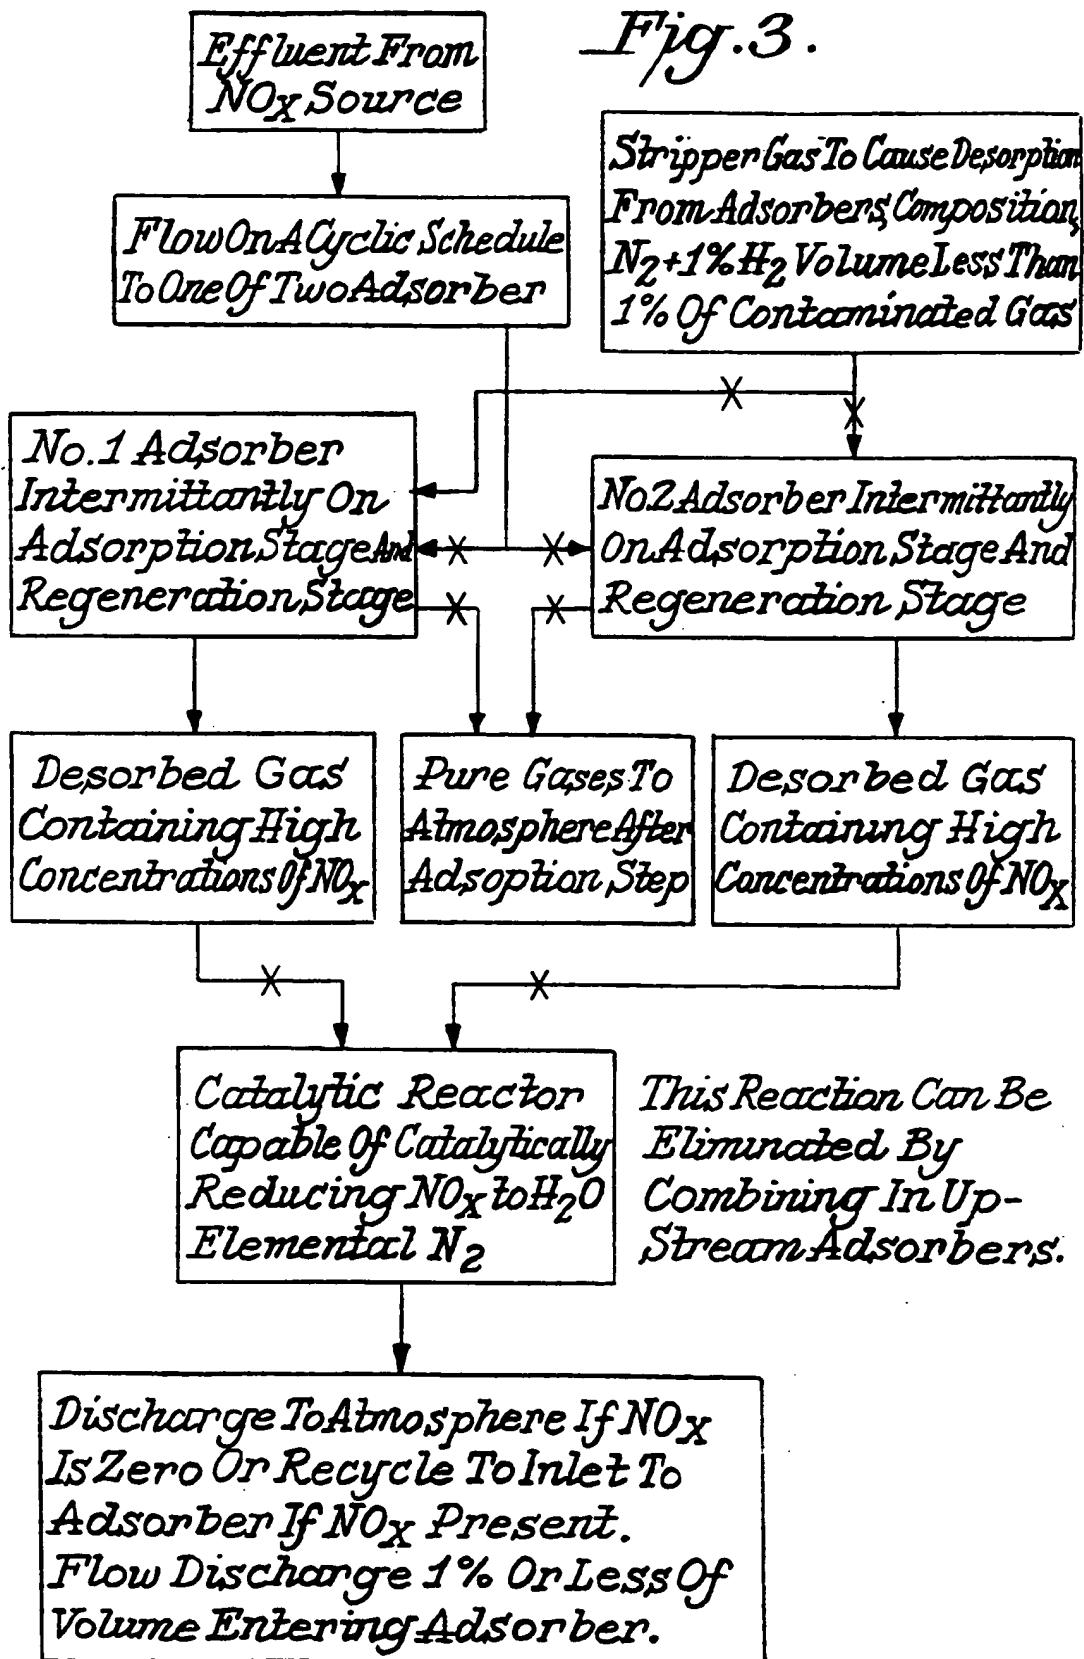 Fig.3.
Effluent From
NOx Source
Stripper Gas To Cause Desorption
From Adsorbers, Composition,
N2+1% H2 Volume Less Than
1% Of Contaminated Gas
Flow On A Cyclic Schedule
To One Of Two Adsorber
No.1 Adsorber
Intermittantly On
Adsorption Stage And
Regeneration Stage
No.2 Adsorber Intermittantly
On Adsorption Stage And
Regeneration Stage
Desorbed Gas
Containing High
Concentrations Of NOx
Pure Gases To
Atmosphere After
Adsoption Step
Desorbed Gas
Containing High
Concentrations Of NOx
Catalytic Reactor
Capable Of Catalytically
Reducing NOx to H2O
Elemental N2
This Reaction Can Be
Eliminated By
Combining In Up-
Stream Adsorbers.
Discharge To Atmosphere If NOx
Is Zero Or Recycle To Inlet To
Adsorber If NOx Present.
Flow Discharge 1% Or Less Of
Volume Entering Adsorber.